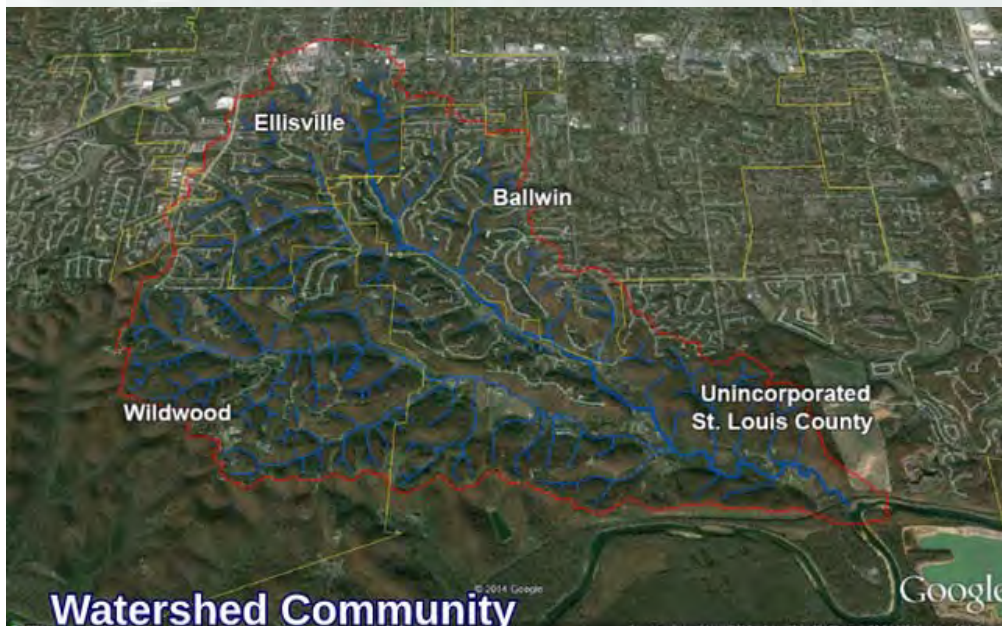 Ellisville
Ballwin
Wildwood
Unincorporated
St. Louis County
© 2014 Google
Google
Watershed Community